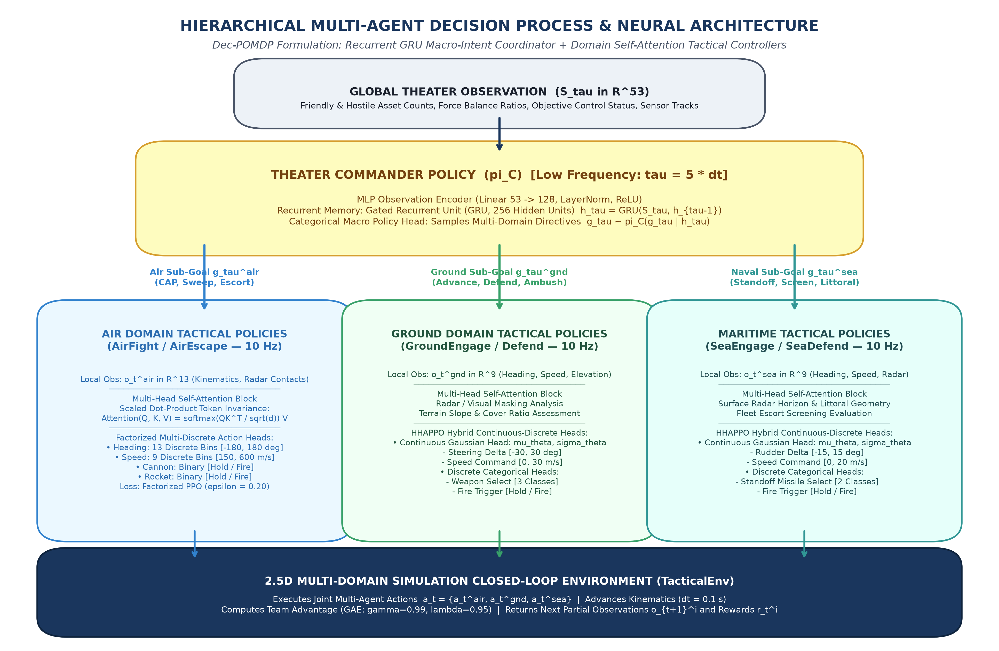 HIERARCHICAL MULTI-AGENT DECISION PROCESS & NEURAL ARCHITECTURE
Dec-POMDP Formulation: Recurrent GRU Macro-Intent Coordinator + Domain Self-Attention Tactical Controllers
GLOBAL THEATER OBSERVATION (S_tau in R^53)
Friendly & Hostile Asset Counts, Force Balance Ratios, Objective Control Status, Sensor Tracks
THEATER COMMANDER POLICY (pi_C) [Low Frequency: tau = 5 * dt]
MLP Observation Encoder (Linear 53 -> 128, LayerNorm, ReLU)
Recurrent Memory: Gated Recurrent Unit (GRU, 256 Hidden Units) h_tau = GRU(S_tau, h_{tau-1})
Categorical Macro Policy Head: Samples Multi-Domain Directives g_tau ~ pi_C(g_tau | h_tau)
Air Sub-Goal g_tau^air
(CAP, Sweep, Escort)
Ground Sub-Goal g_tau^gnd
(Advance, Defend, Ambush)
Naval Sub-Goal g_tau^sea
(Standoff, Screen, Littoral)
AIR DOMAIN TACTICAL POLICIES
(AirFight / AirEscape — 10 Hz)
Local Obs: o_t^air in R^13 (Kinematics, Radar Contacts)
Multi-Head Self-Attention Block
Scaled Dot-Product Token Invariance:
Attention(Q, K, V) = softmax(QK^T / sqrt(d)) V
Factorized Multi-Discrete Action Heads:
• Heading: 13 Discrete Bins [-180, 180 deg]
• Speed: 9 Discrete Bins [150, 600 m/s]
• Cannon: Binary [Hold / Fire]
• Rocket: Binary [Hold / Fire]
Loss: Factorized PPO (epsilon = 0.20)
GROUND DOMAIN TACTICAL POLICIES
(GroundEngage / Defend — 10 Hz)
Local Obs: o_t^gnd in R^9 (Heading, Speed, Elevation)
Multi-Head Self-Attention Block
Radar / Visual Masking Analysis
Terrain Slope & Cover Ratio Assessment
HHAPPO Hybrid Continuous-Discrete Heads:
• Continuous Gaussian Head: mu_theta, sigma_theta
- Steering Delta [-30, 30 deg]
- Speed Command [0, 30 m/s]
• Discrete Categorical Heads:
- Weapon Select [3 Classes]
- Fire Trigger [Hold / Fire]
MARITIME TACTICAL POLICIES
(SeaEngage / SeaDefend — 10 Hz)
Local Obs: o_t^sea in R^9 (Heading, Speed, Radar)
Multi-Head Self-Attention Block
Surface Radar Horizon & Littoral Geometry
Fleet Escort Screening Evaluation
HHAPPO Hybrid Continuous-Discrete Heads:
• Continuous Gaussian Head: mu_theta, sigma_theta
- Rudder Delta [-15, 15 deg]
- Speed Command [0, 20 m/s]
• Discrete Categorical Heads:
- Standoff Missile Select [2 Classes]
- Fire Trigger [Hold / Fire]
2.5D MULTI-DOMAIN SIMULATION CLOSED-LOOP ENVIRONMENT (TacticalEnv)
Executes Joint Multi-Agent Actions a_t = {a_t^air, a_t^gnd, a_t^sea} | Advances Kinematics (dt = 0.1 s)
Computes Team Advantage (GAE: gamma=0.99, lambda=0.95) | Returns Next Partial Observations o_{t+1}^i and Rewards r_t^i